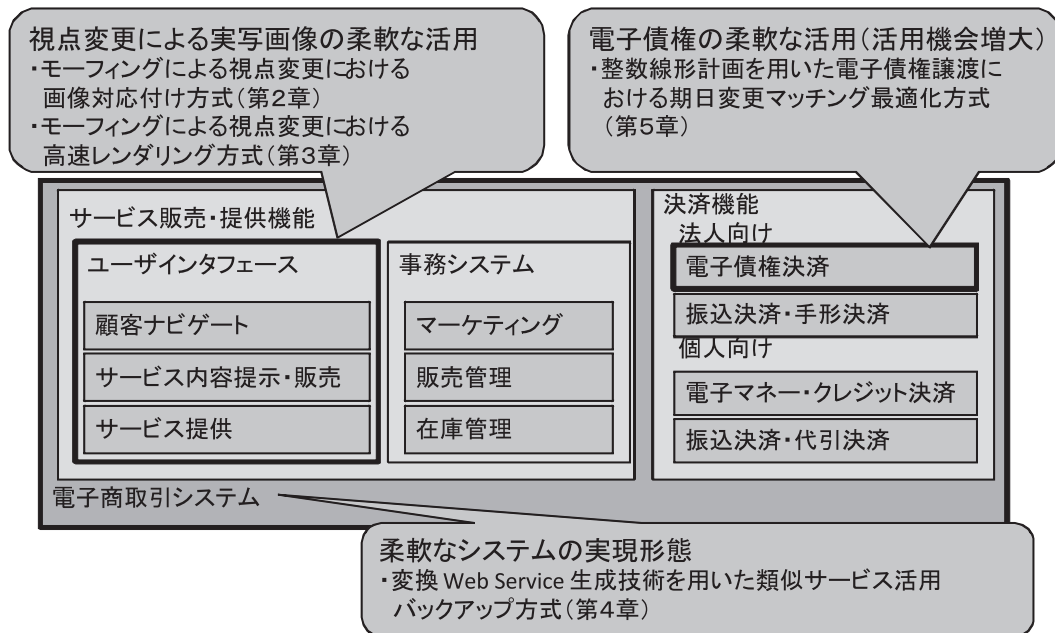 視点変更による実写画像の柔軟な活用
・モーフィングによる視点変更における
画像対応付け方式(第2章)
・モーフィングによる視点変更における
高速レンダリング方式(第3章)
電子債権の柔軟な活用(活用機会増大)
・整数線形計画を用いた電子債権譲渡に
おける期日変更マッチング最適化方式
(第5章)
サービス販売・提供機能
ユーザインタフェース
顧客ナビゲート
サービス内容提示・販売
サービス提供
事務システム
マーケティング
販売管理
在庫管理
決済機能
法人向け
電子債権決済
振込決済・手形決済
個人向け
電子マネー・クレジット決済
振込決済・代引決済
電子商取引システム
柔軟なシステムの実現形態
・変換 Web Service 生成技術を用いた類似サービス活用
バックアップ方式(第4章)